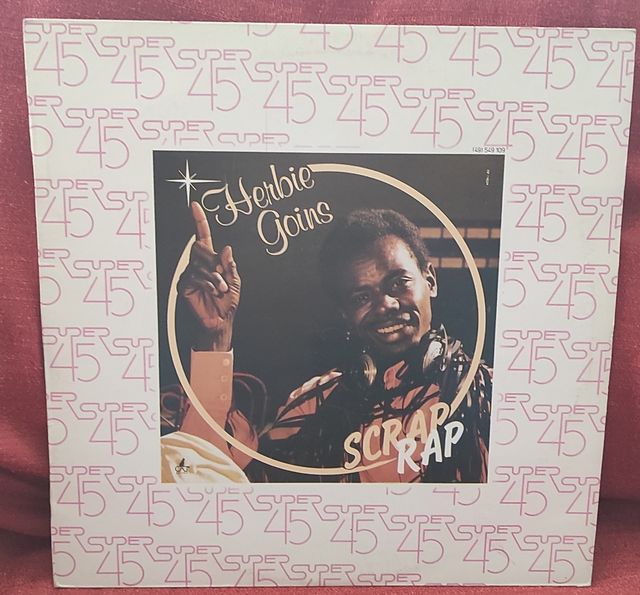 SUPER 45
(49) 549 109
Herbie
Goins
SCRAP
RAP